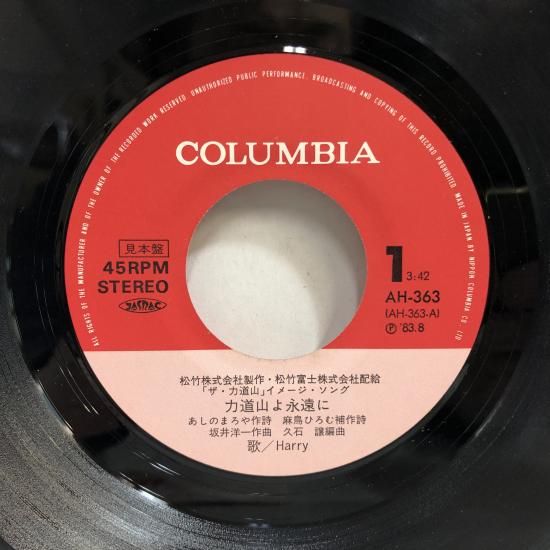 ALL RIGHTS OF THE MANUFACTURER AND OF THE OWNER OF THE RECORDED WORK RESERVED. UNAUTHORIZED PUBLIC PERFORMANCE, BROADCASTING AND COPYING OF THIS RECORD PROHIBITED. MADE IN JAPAN BY NIPPON COLUMBIA CO., LTD
COLUMBIA
見本盤
45RPM
STEREO
JASRAC
1 3:42
AH-363
(AH-363-A)
Ⓟ '83.8
松竹株式会社製作・松竹富士株式会社配給
「ザ・力道山」イメージ・ソング
力道山よ永遠に
あしのまろや作詩 麻鳥ひろむ補作詩
坂井洋一作曲 久石 譲編曲
歌／Harry